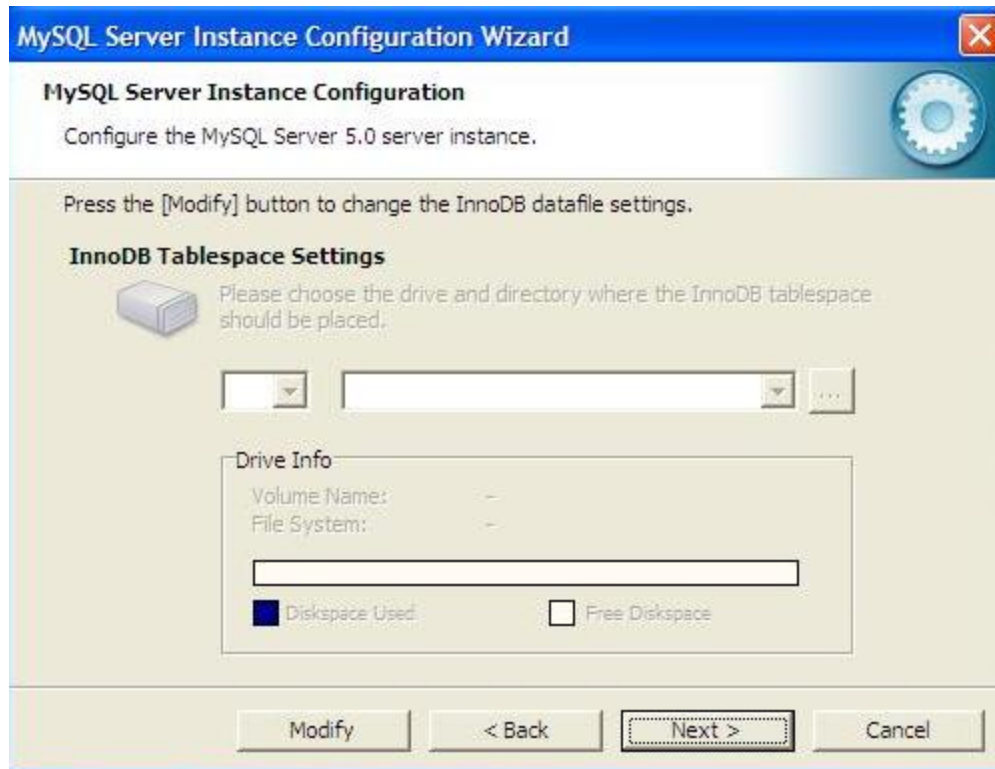 MySQL Server Instance Configuration Wizard
MySQL Server Instance Configuration
Configure the MySQL Server 5.0 server instance.
Press the [Modify] button to change the InnoDB datafile settings.
InnoDB Tablespace Settings
Please choose the drive and directory where the InnoDB tablespace
should be placed.
...
Drive Info
Volume Name: -
File System: -
Diskspace Used Free Diskspace
Modify < Back Next > Cancel